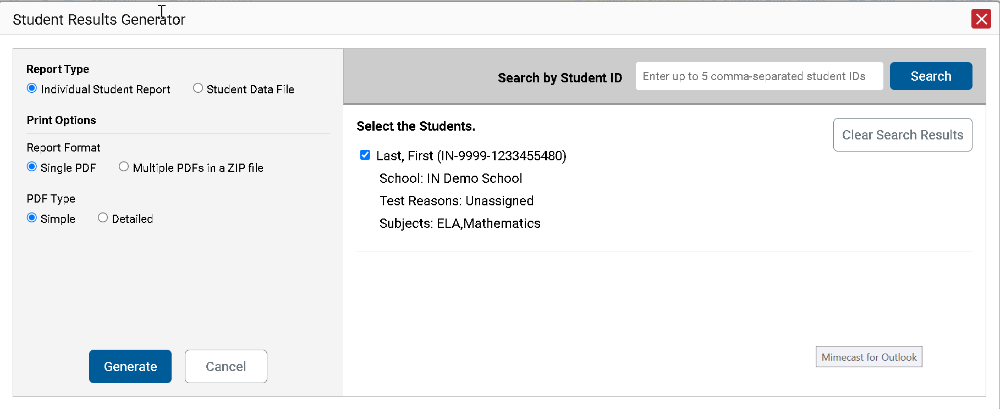 Student Results Generator
Report Type
Individual Student Report
Student Data File
Print Options
Report Format
Single PDF
Multiple PDFs in a ZIP file
PDF Type
Simple
Detailed
Generate
Cancel
Search by Student ID
Enter up to 5 comma-separated student IDs
Search
Select the Students.
Clear Search Results
Last, First (IN-9999-1233455480)
School: IN Demo School
Test Reasons: Unassigned
Subjects: ELA,Mathematics
Mimecast for Outlook